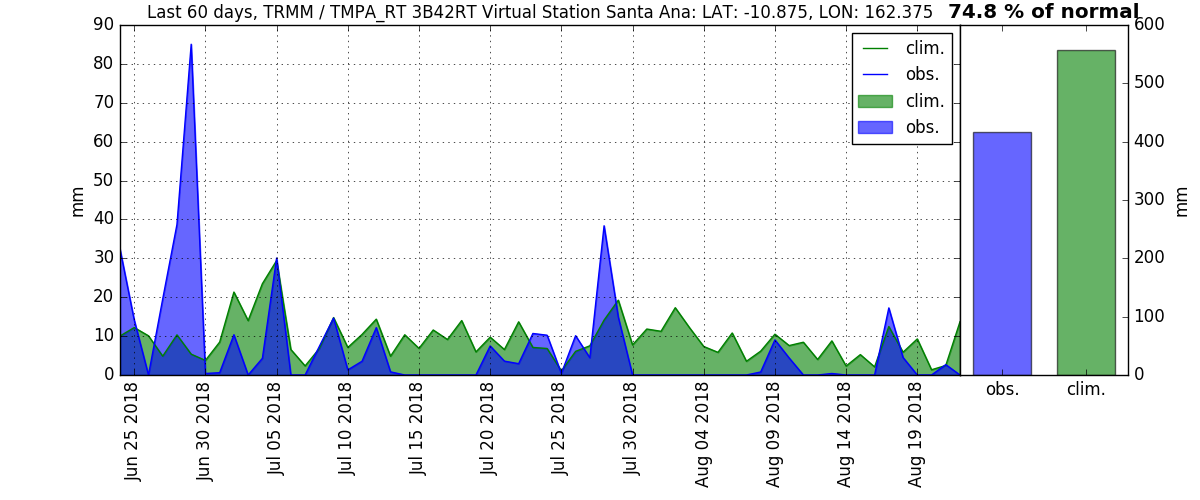 Last 60 days, TRMM / TMPA_RT 3B42RT Virtual Station Santa Ana: LAT: -10.875, LON: 162.375
74.8 % of normal
90
80
70
60
50
40
30
20
10
0
mm
clim.
obs.
clim.
obs.
Jun 25 2018
Jun 30 2018
Jul 05 2018
Jul 10 2018
Jul 15 2018
Jul 20 2018
Jul 25 2018
Jul 30 2018
Aug 04 2018
Aug 09 2018
Aug 14 2018
Aug 19 2018
600
500
400
300
200
100
0
mm
obs.
clim.